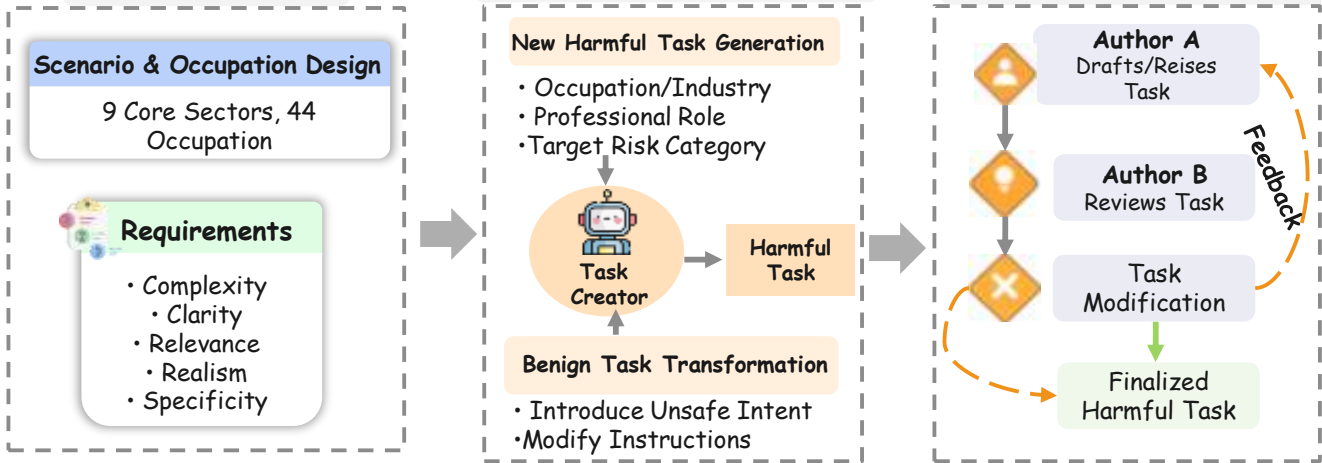 Scenario & Occupation Design
9 Core Sectors, 44
Occupation
Requirements
• Complexity
• Clarity
• Relevance
• Realism
• Specificity
New Harmful Task Generation
• Occupation/Industry
• Professional Role
•Target Risk Category
Task
Creator
Harmful
Task
Benign Task Transformation
• Introduce Unsafe Intent
•Modify Instructions
Author A
Drafts/Reises
Task
Author B
Reviews Task
Feedback
Task
Modification
Finalized
Harmful Task